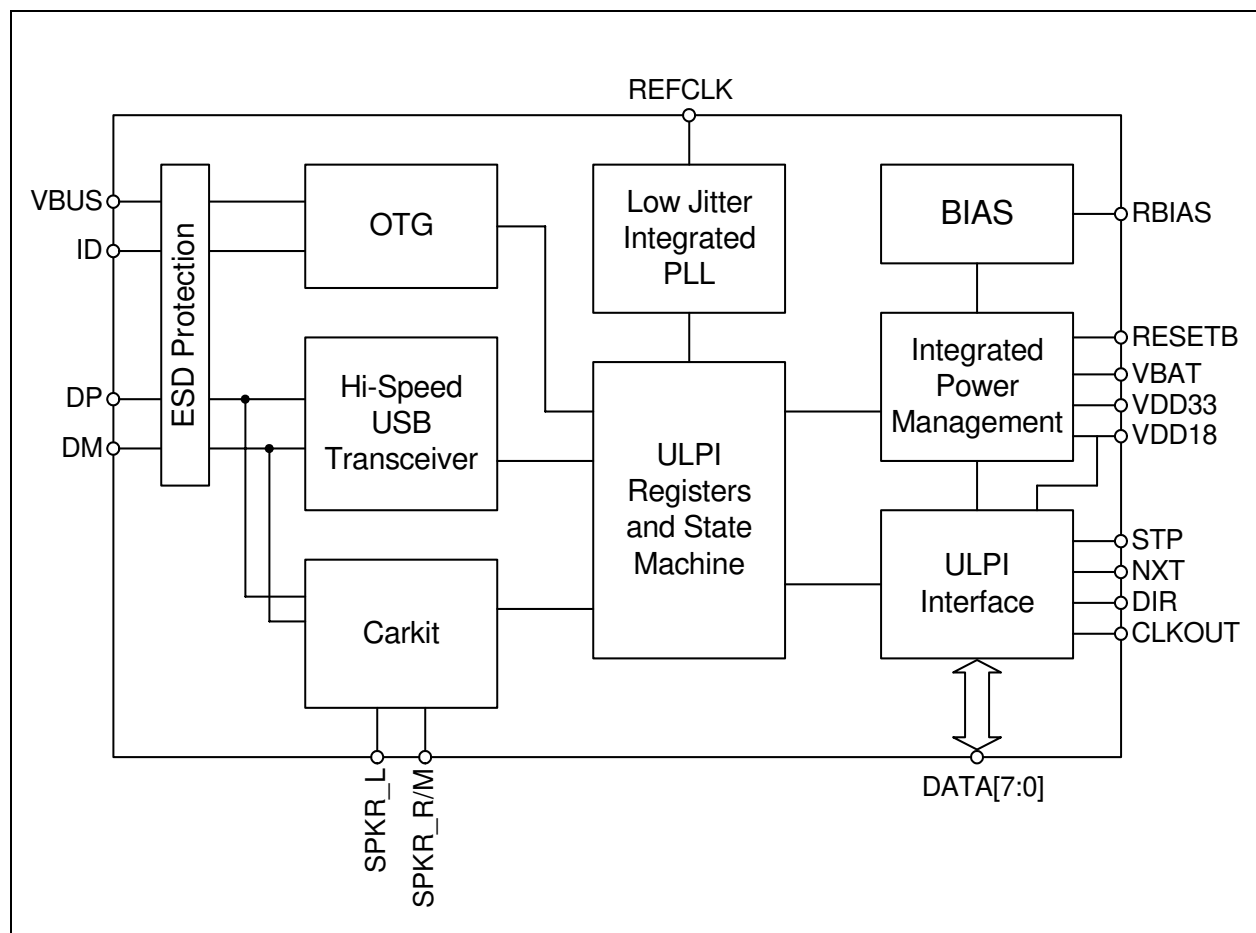 REFCLK
VBUS
ID
DP
DM
ESD Protection
OTG
Hi-Speed
USB
Transceiver
Carkit
SPKR_L
SPKR_R/M
Low Jitter
Integrated
PLL
ULPI
Registers
and State
Machine
BIAS
Integrated
Power
Management
ULPI
Interface
RBIAS
RESETB
VBAT
VDD33
VDD18
STP
NXT
DIR
CLKOUT
DATA[7:0]